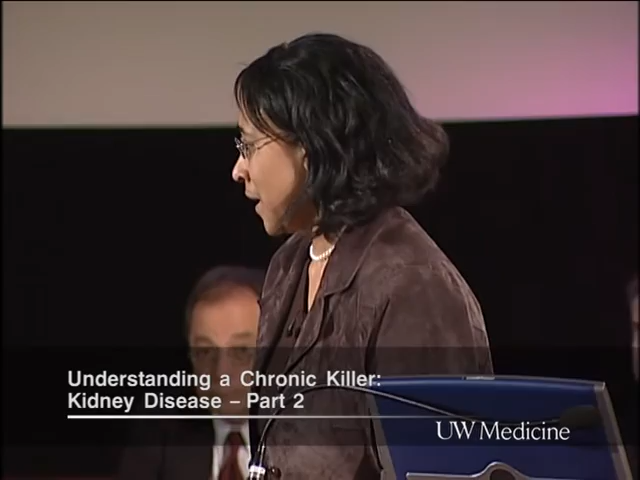 Understanding a Chronic Killer:
Kidney Disease – Part 2
UW Medicine